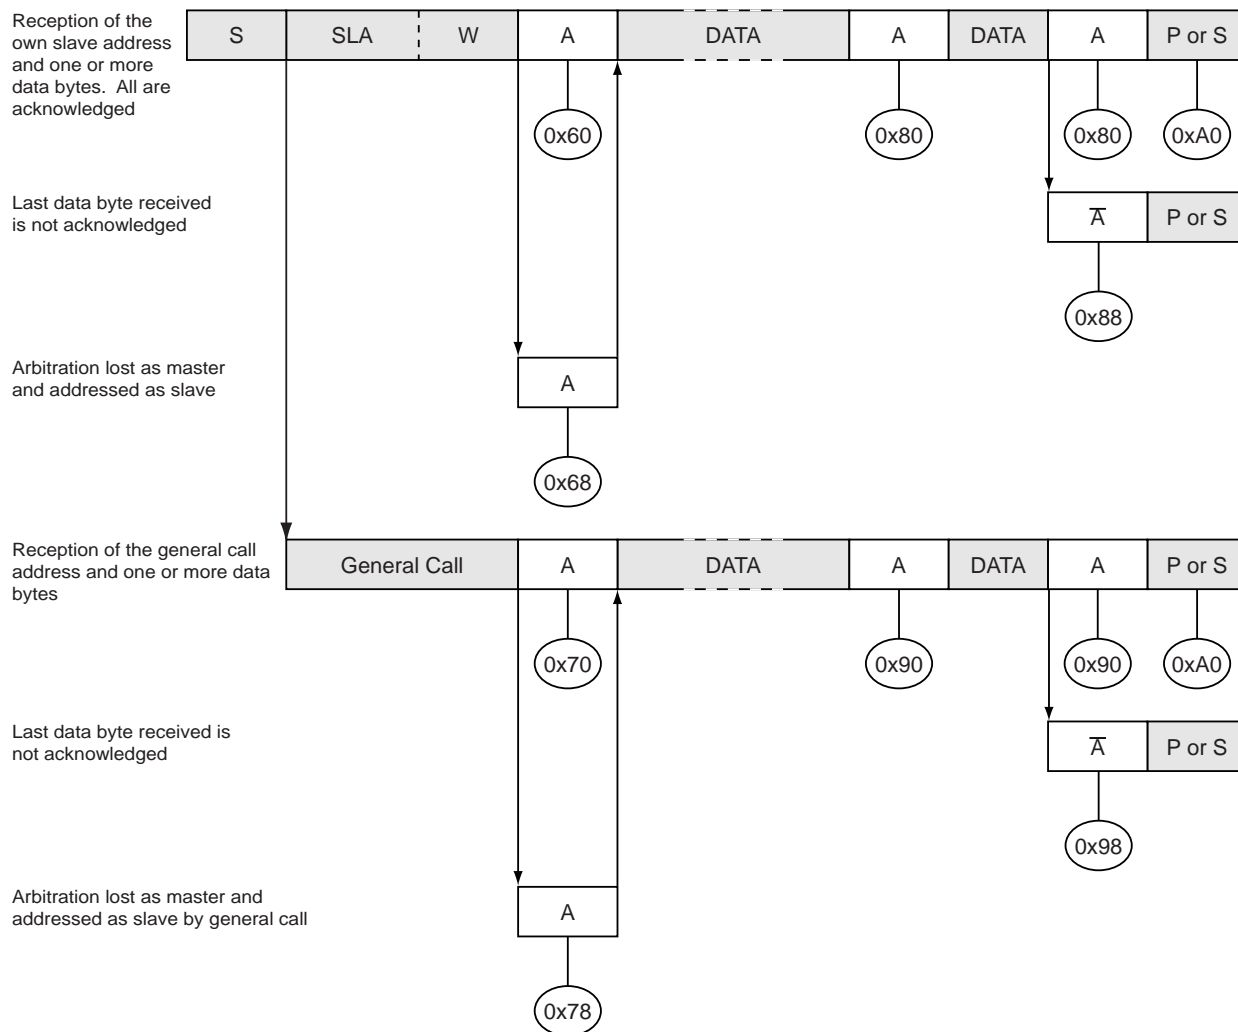 Reception of the
own slave address
and one or more
data bytes. All are
acknowledged
S SLA W A DATA A DATA A P or S
0x60 0x80 0x80 0xA0
Last data byte received
is not acknowledged
A̅ P or S
0x88
Arbitration lost as master
and addressed as slave
A
0x68
Reception of the general call
address and one or more data
bytes
General Call A DATA A DATA A P or S
0x70 0x90 0x90 0xA0
Last data byte received is
not acknowledged
A̅ P or S
0x98
Arbitration lost as master and
addressed as slave by general call
A
0x78